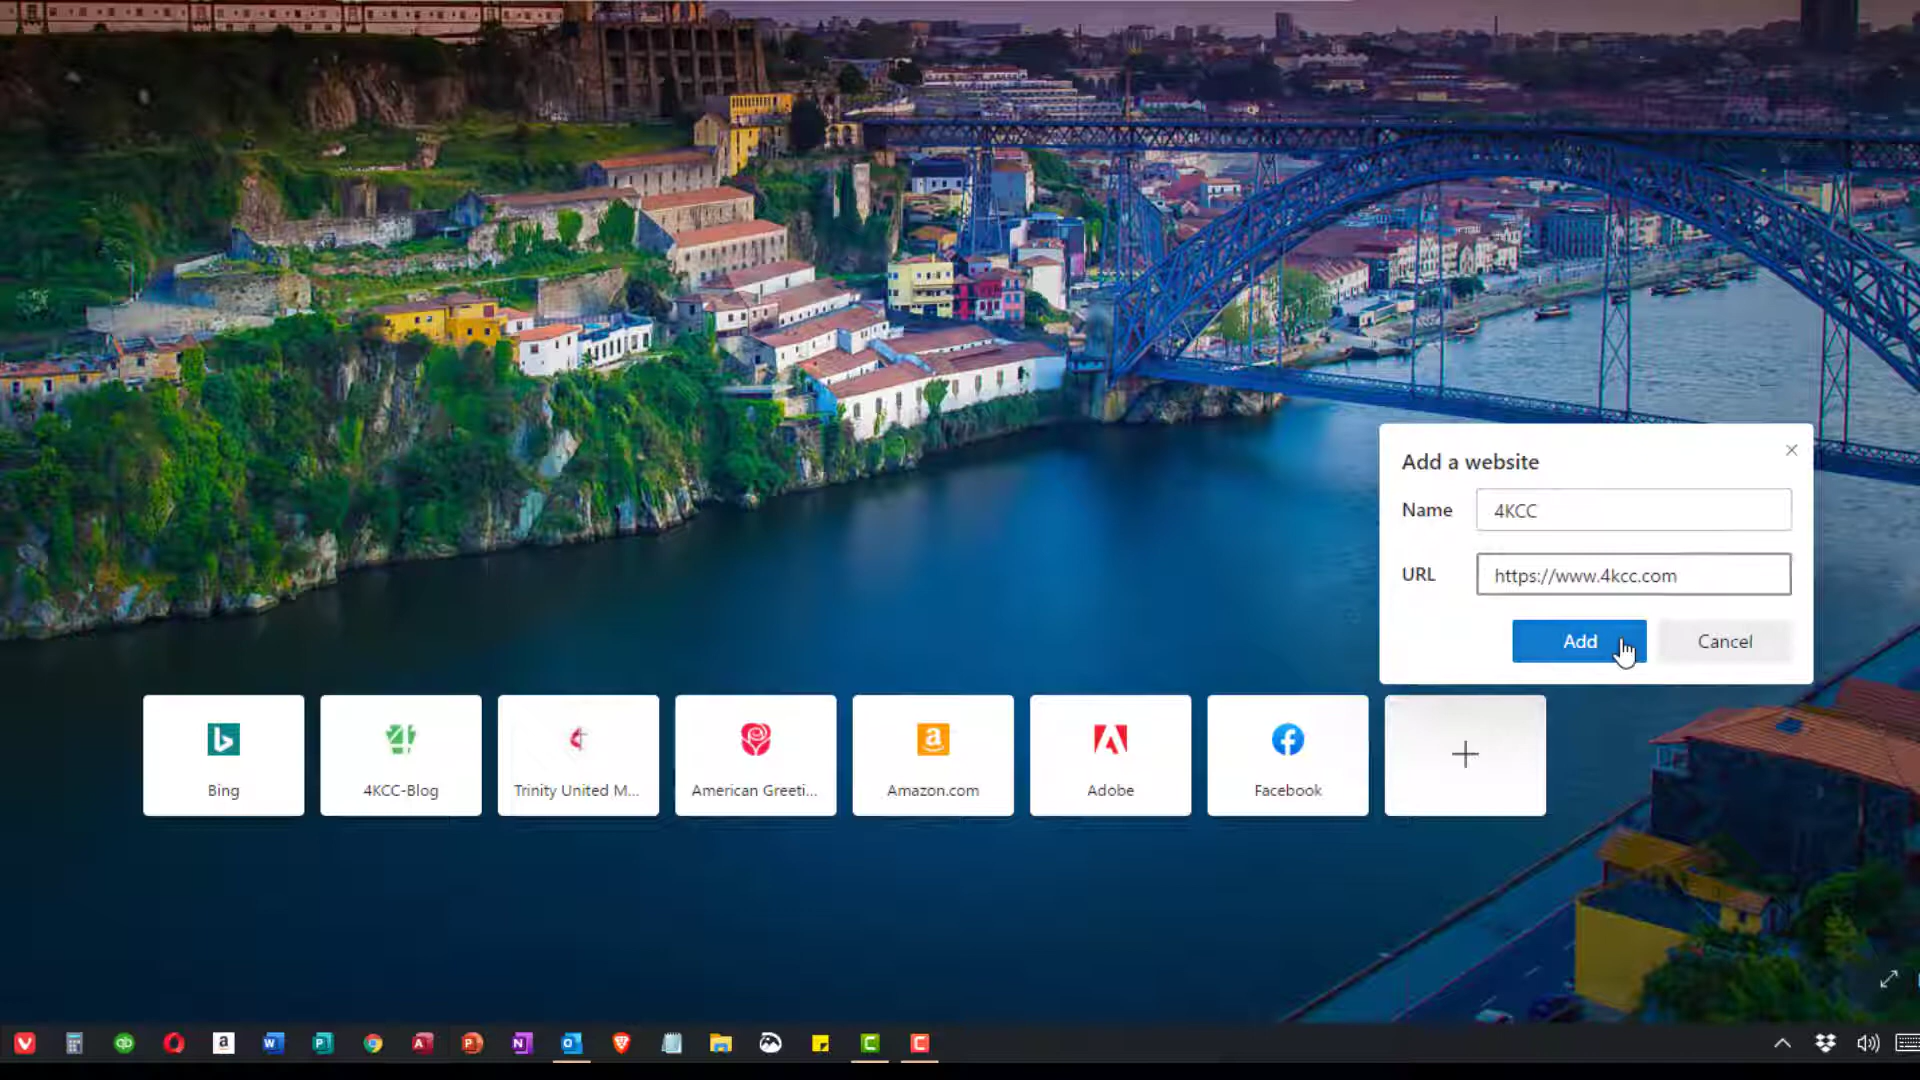 Add a website
Name 4KCC
URL https://www.4kcc.com
Add Cancel
Bing 4KCC-Blog Trinity United M... American Greeti... Amazon.com Adobe Facebook